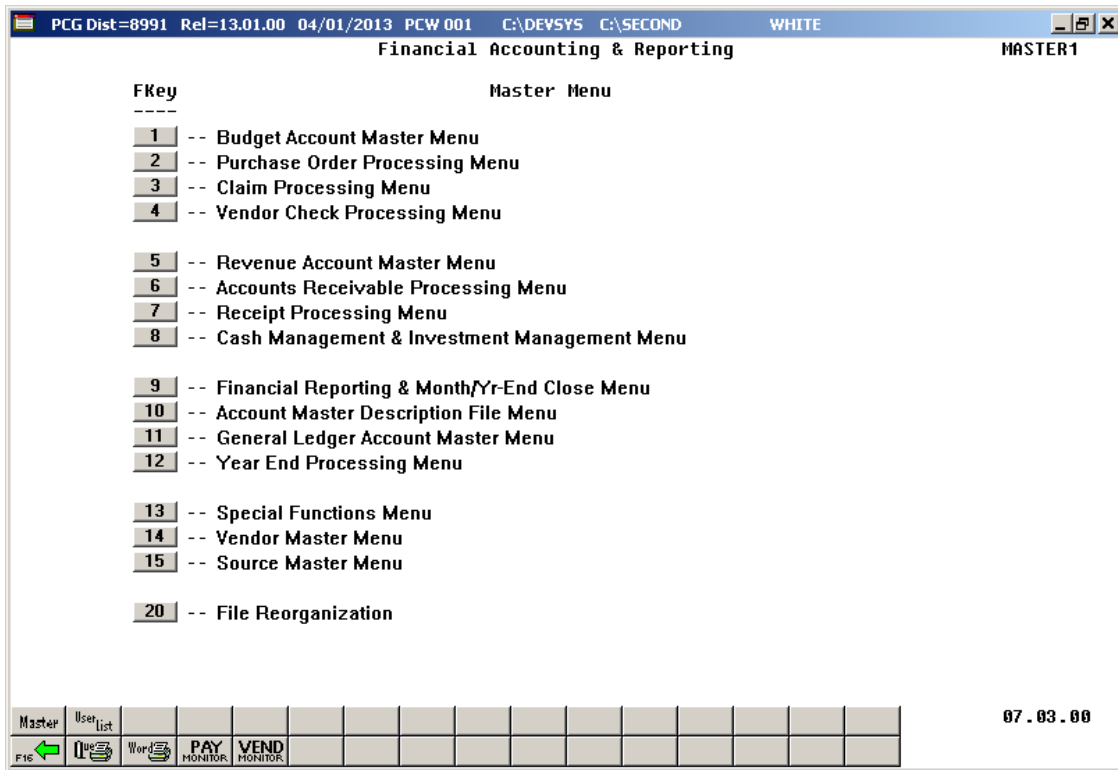 PCG Dist=8991 Rel=13.01.00 04/01/2013 PCW 001 C:\DEVSYS C:\SECOND WHITE
Financial Accounting & Reporting MASTER1
FKey Master Menu
----
1 -- Budget Account Master Menu
2 -- Purchase Order Processing Menu
3 -- Claim Processing Menu
4 -- Vendor Check Processing Menu
5 -- Revenue Account Master Menu
6 -- Accounts Receivable Processing Menu
7 -- Receipt Processing Menu
8 -- Cash Management & Investment Management Menu
9 -- Financial Reporting & Month/Yr-End Close Menu
10 -- Account Master Description File Menu
11 -- General Ledger Account Master Menu
12 -- Year End Processing Menu
13 -- Special Functions Menu
14 -- Vendor Master Menu
15 -- Source Master Menu
20 -- File Reorganization
Master User List 07.03.00
F16 Que Word PAY MONITOR VEND MONITOR